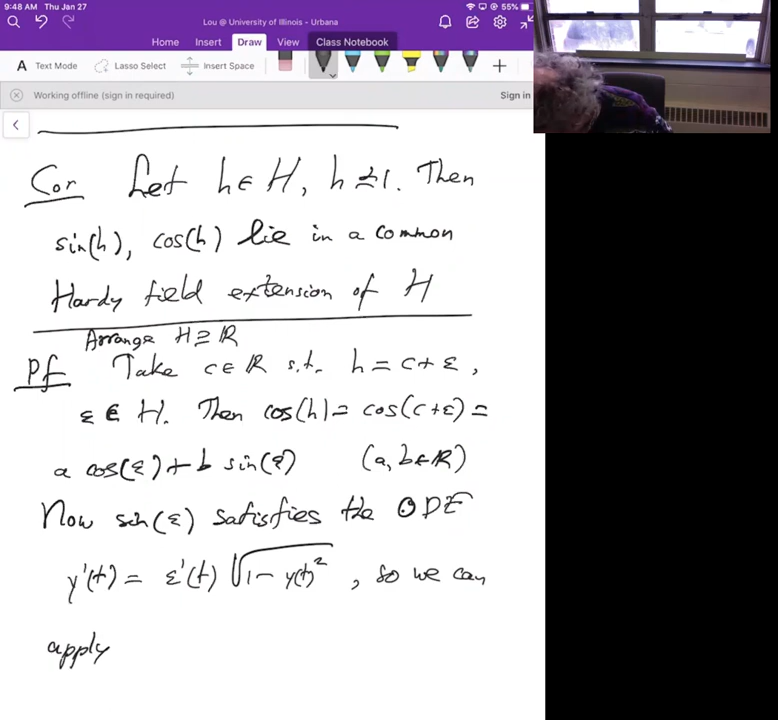 9:48 AM Thu Jan 27
55%
Lou @ University of Illinois - Urbana
Home Insert Draw View Class Notebook
Text Mode Lasso Select Insert Space
Working offline (sign in required) Sign in
Cor Let h ∈ H, h ≼ 1. Then
sin(h), cos(h) lie in a common
Hardy field extension of H
Arrange H ⊇ ℝ
Pf Take c ∈ ℝ s.t. h = c + ε,
ε ∈ H. Then cos(h) = cos(c+ε) =
a cos(ε) + b sin(ε) (a, b ∈ ℝ)
Now sin(ε) satisfies the ODE
y'(t) = ε'(t) √(1 - y(t)²), so we can
apply